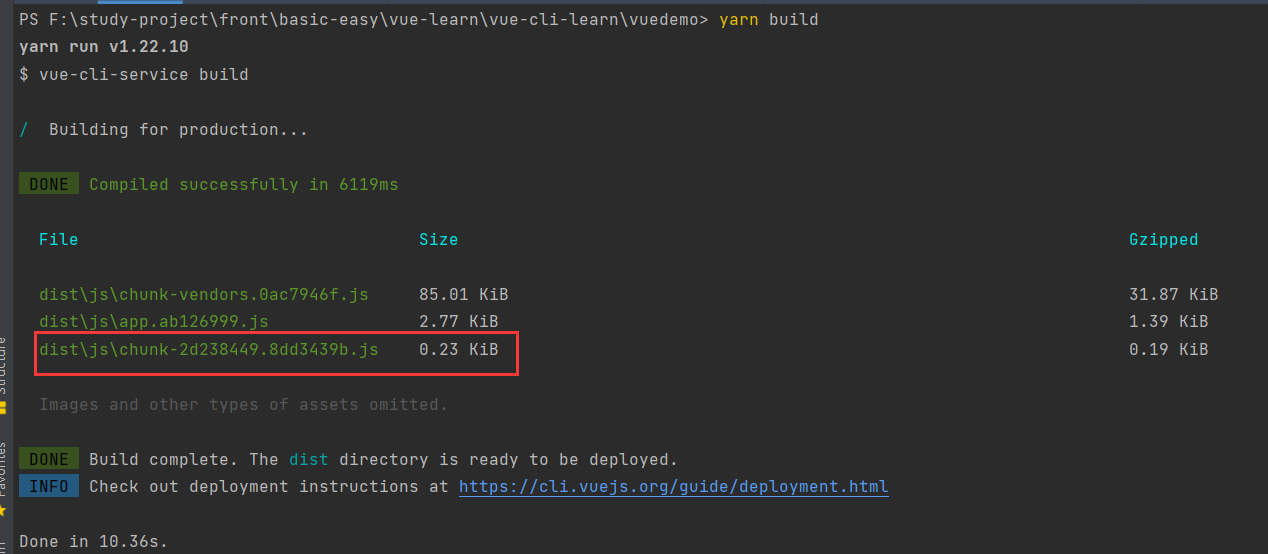 PS F:\study-project\front\basic-easy\vue-learn\vue-cli-learn\vuedemo> yarn build
yarn run v1.22.10
$ vue-cli-service build
/ Building for production...
DONE Compiled successfully in 6119ms
File Size Gzipped
dist\js\chunk-vendors.0ac7946f.js 85.01 KiB 31.87 KiB
dist\js\app.ab126999.js 2.77 KiB 1.39 KiB
dist\js\chunk-2d238449.8dd3439b.js 0.23 KiB 0.19 KiB
Images and other types of assets omitted.
DONE Build complete. The dist directory is ready to be deployed.
INFO Check out deployment instructions at https://cli.vuejs.org/guide/deployment.html
Done in 10.36s.
Structure
Favorites